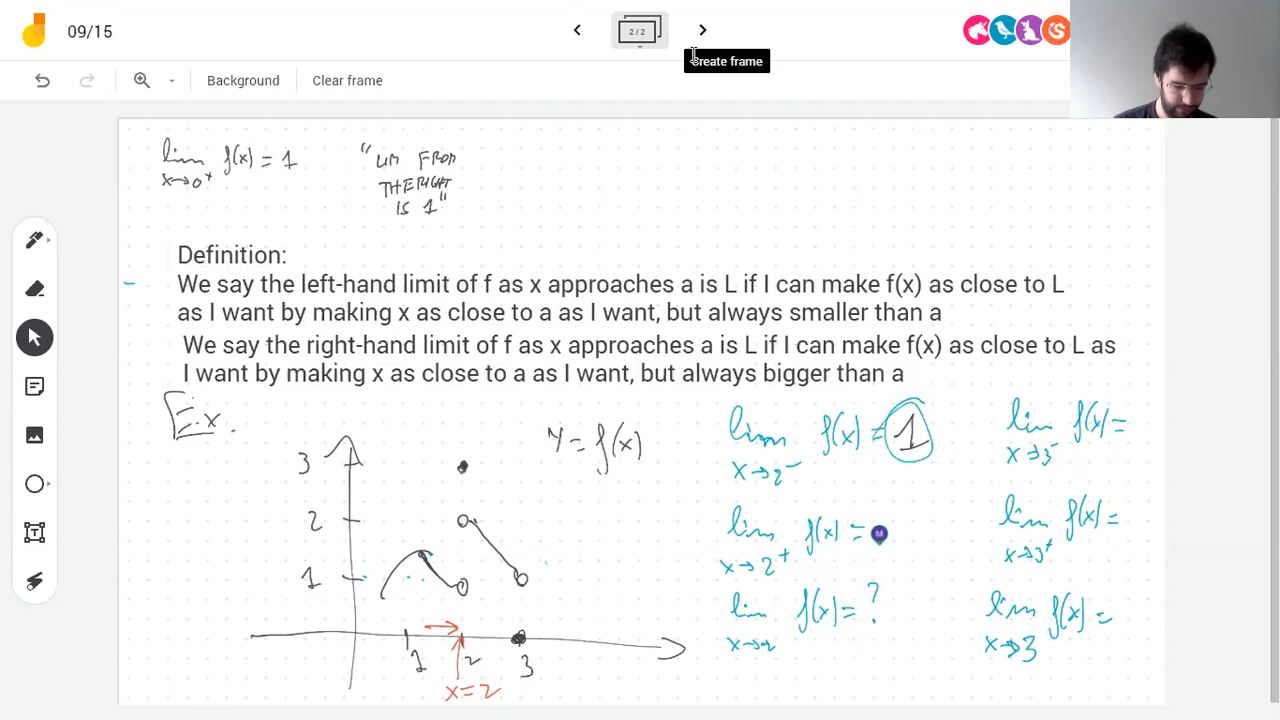 09/15
2/2
Create frame
Background
Clear frame
lim f(x) = 1
x→0⁺
"LIM FROM
THE RIGHT
IS 1"
Definition:
We say the left-hand limit of f as x approaches a is L if I can make f(x) as close to L
as I want by making x as close to a as I want, but always smaller than a
We say the right-hand limit of f as x approaches a is L if I can make f(x) as close to L as
I want by making x as close to a as I want, but always bigger than a
Ex.
y = f(x)
3
2
1
1
2
3
x=2
lim f(x) = 1
x→2⁻
lim f(x) =
x→2⁺
M
lim f(x) = ?
x→2
lim f(x) =
x→3⁻
lim f(x) =
x→3⁺
lim f(x) =
x→3